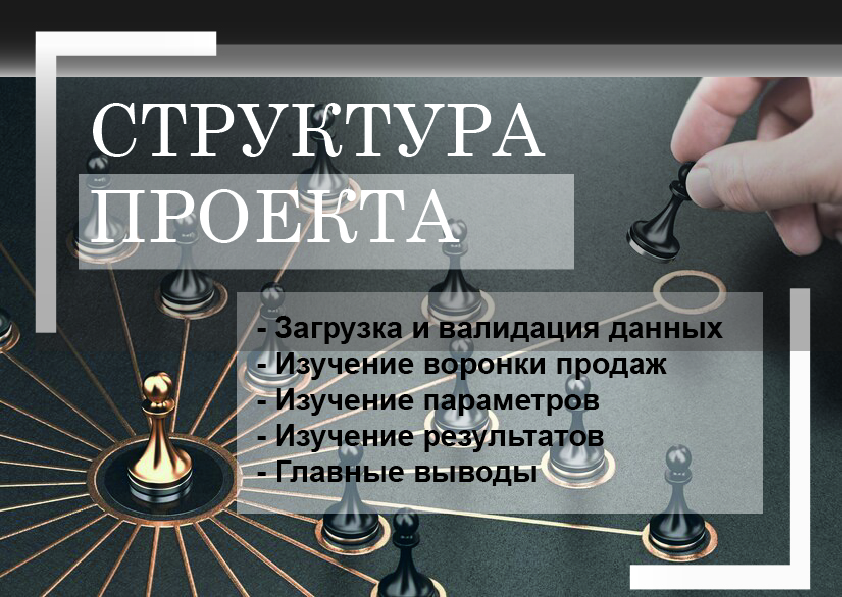 СТРУКТУРА
ПРОЕКТА
- Загрузка и валидация данных
- Изучение воронки продаж
- Изучение параметров
- Изучение результатов
- Главные выводы